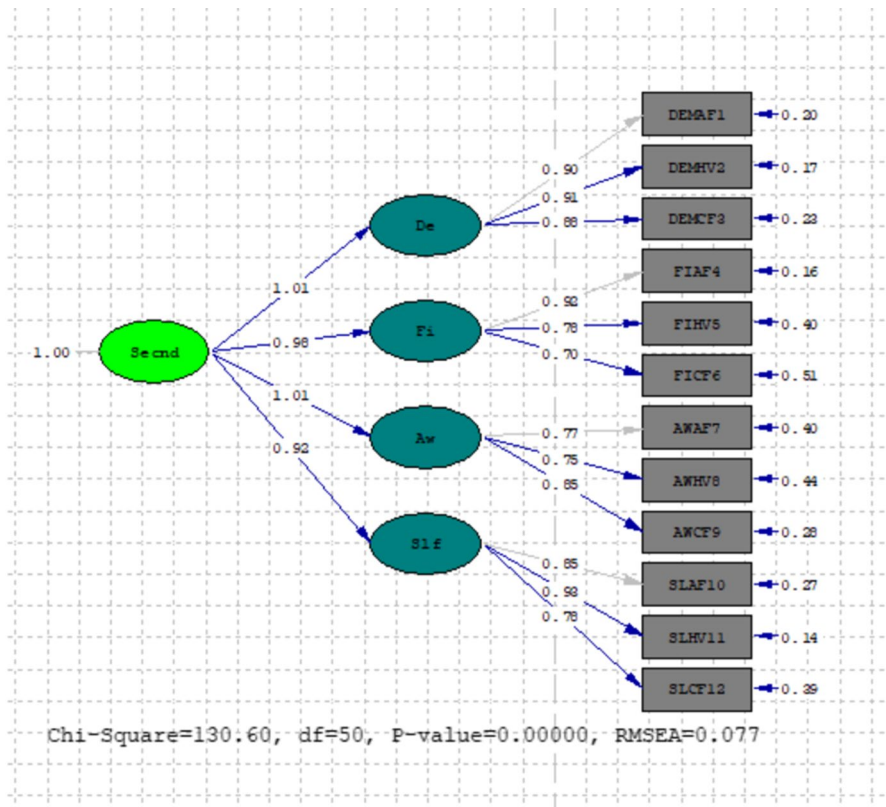 DEMAF1
0.20
0.90
DEMHV2
0.17
0.91
DEMCF3
0.23
0.88
De
FIAF4
0.16
1.01
0.92
FIHV5
0.40
0.78
Fi
0.98
1.00
Secnd
0.70
FICF6
0.51
1.01
AWAF7
0.40
0.77
Aw
0.92
0.75
AWHV8
0.44
0.85
AWCF9
0.28
Slf
0.85
SLAF10
0.27
0.93
0.78
SLHV11
0.14
SLCF12
0.39
Chi-Square=130.60, df=50, P-value=0.00000, RMSEA=0.077